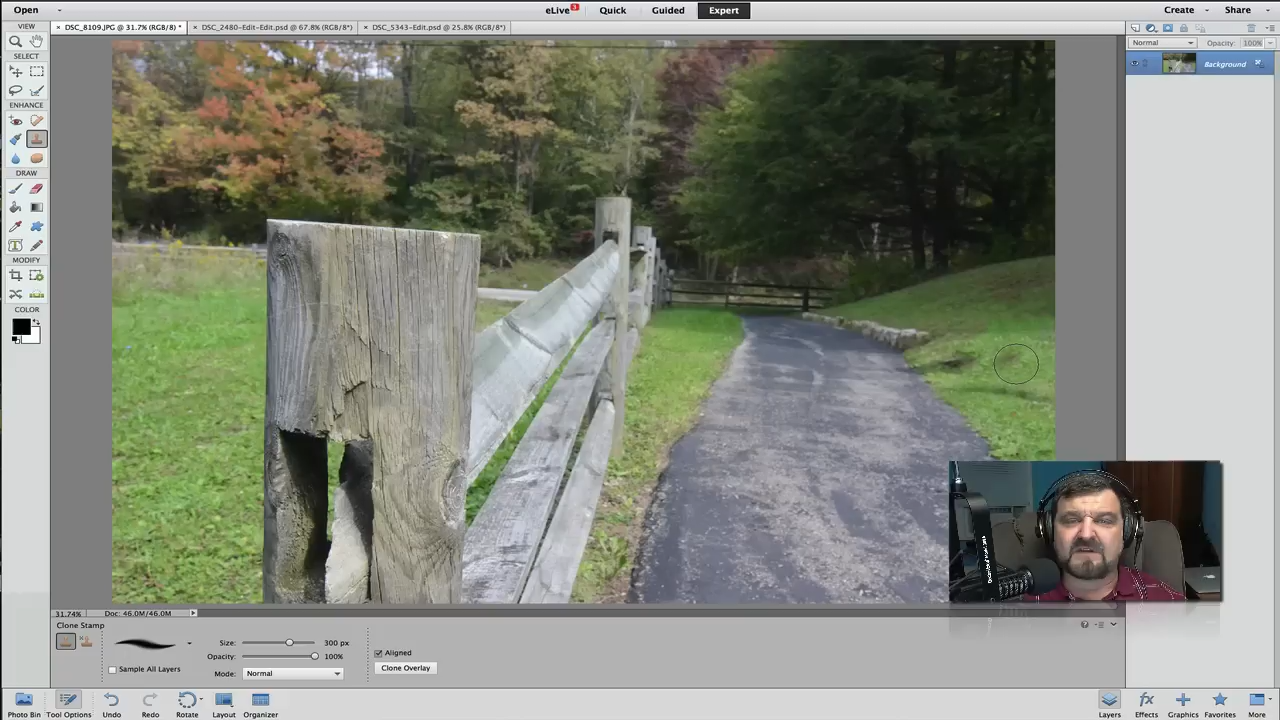 Open eLive 3 Quick Guided Expert Create Share
× DSC_8109.JPG @ 31.7% (RGB/8) * × DSC_2480-Edit-Edit.psd @ 67.8% (RGB/8*) × DSC_5343-Edit.psd @ 25.8% (RGB/8*)
VIEW
SELECT
ENHANCE
DRAW
MODIFY
COLOR
Normal Opacity: 100%
Background
31.74% Doc: 46.0M/46.0M
Clone Stamp
Size: 300 px
Opacity: 100%
Sample All Layers
Mode: Normal
Aligned
Clone Overlay
Photo Bin Tool Options Undo Redo Rotate Layout Organizer Layers Effects Graphics Favorites More